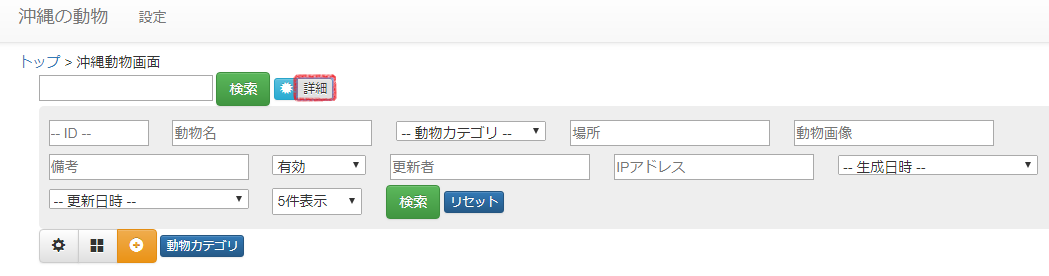 沖縄の動物 設定
トップ > 沖縄動物画面
検索 詳細
-- ID -- 動物名 -- 動物カテゴリ -- 場所 動物画像
備考 有効 更新者 IPアドレス -- 生成日時 --
-- 更新日時 -- 5件表示 検索 リセット
動物カテゴリ